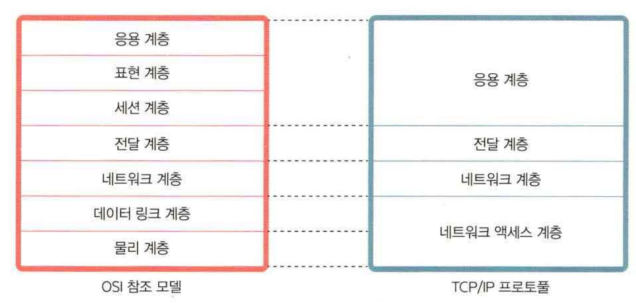 응용 계층
표현 계층
세션 계층
전달 계층
네트워크 계층
데이터 링크 계층
물리 계층
OSI 참조 모델
응용 계층
전달 계층
네트워크 계층
네트워크 액세스 계층
TCP/IP 프로토풀